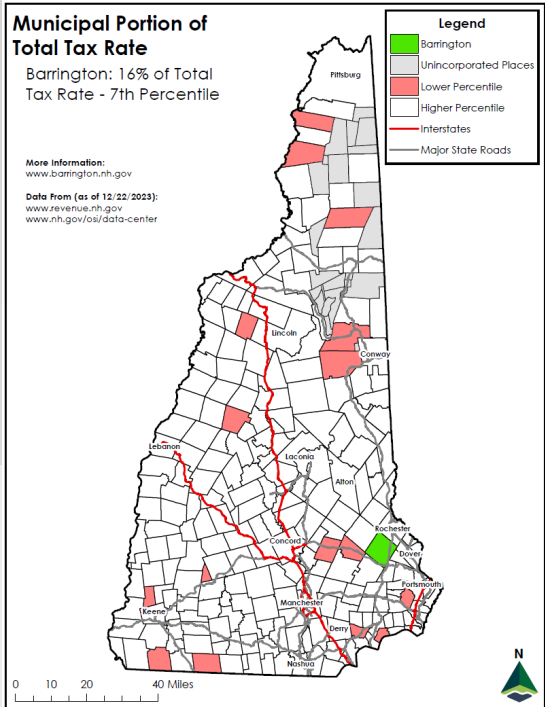 Municipal Portion of
Total Tax Rate
Barrington: 16% of Total
Tax Rate - 7th Percentile
More Information:
www.barrington.nh.gov
Data From (as of 12/22/2023):
www.revenue.nh.gov
www.nh.gov/osi/data-center
Legend
Barrington
Unincorporated Places
Lower Percentile
Higher Percentile
Interstates
Major State Roads
Pittsburg
Lincoln
Conway
Lebanon
Laconia
Alton
Rochester
Concord
Dover
Portsmouth
Manchester
Keene
Derry
Nashua
N
0 10 20 40 Miles